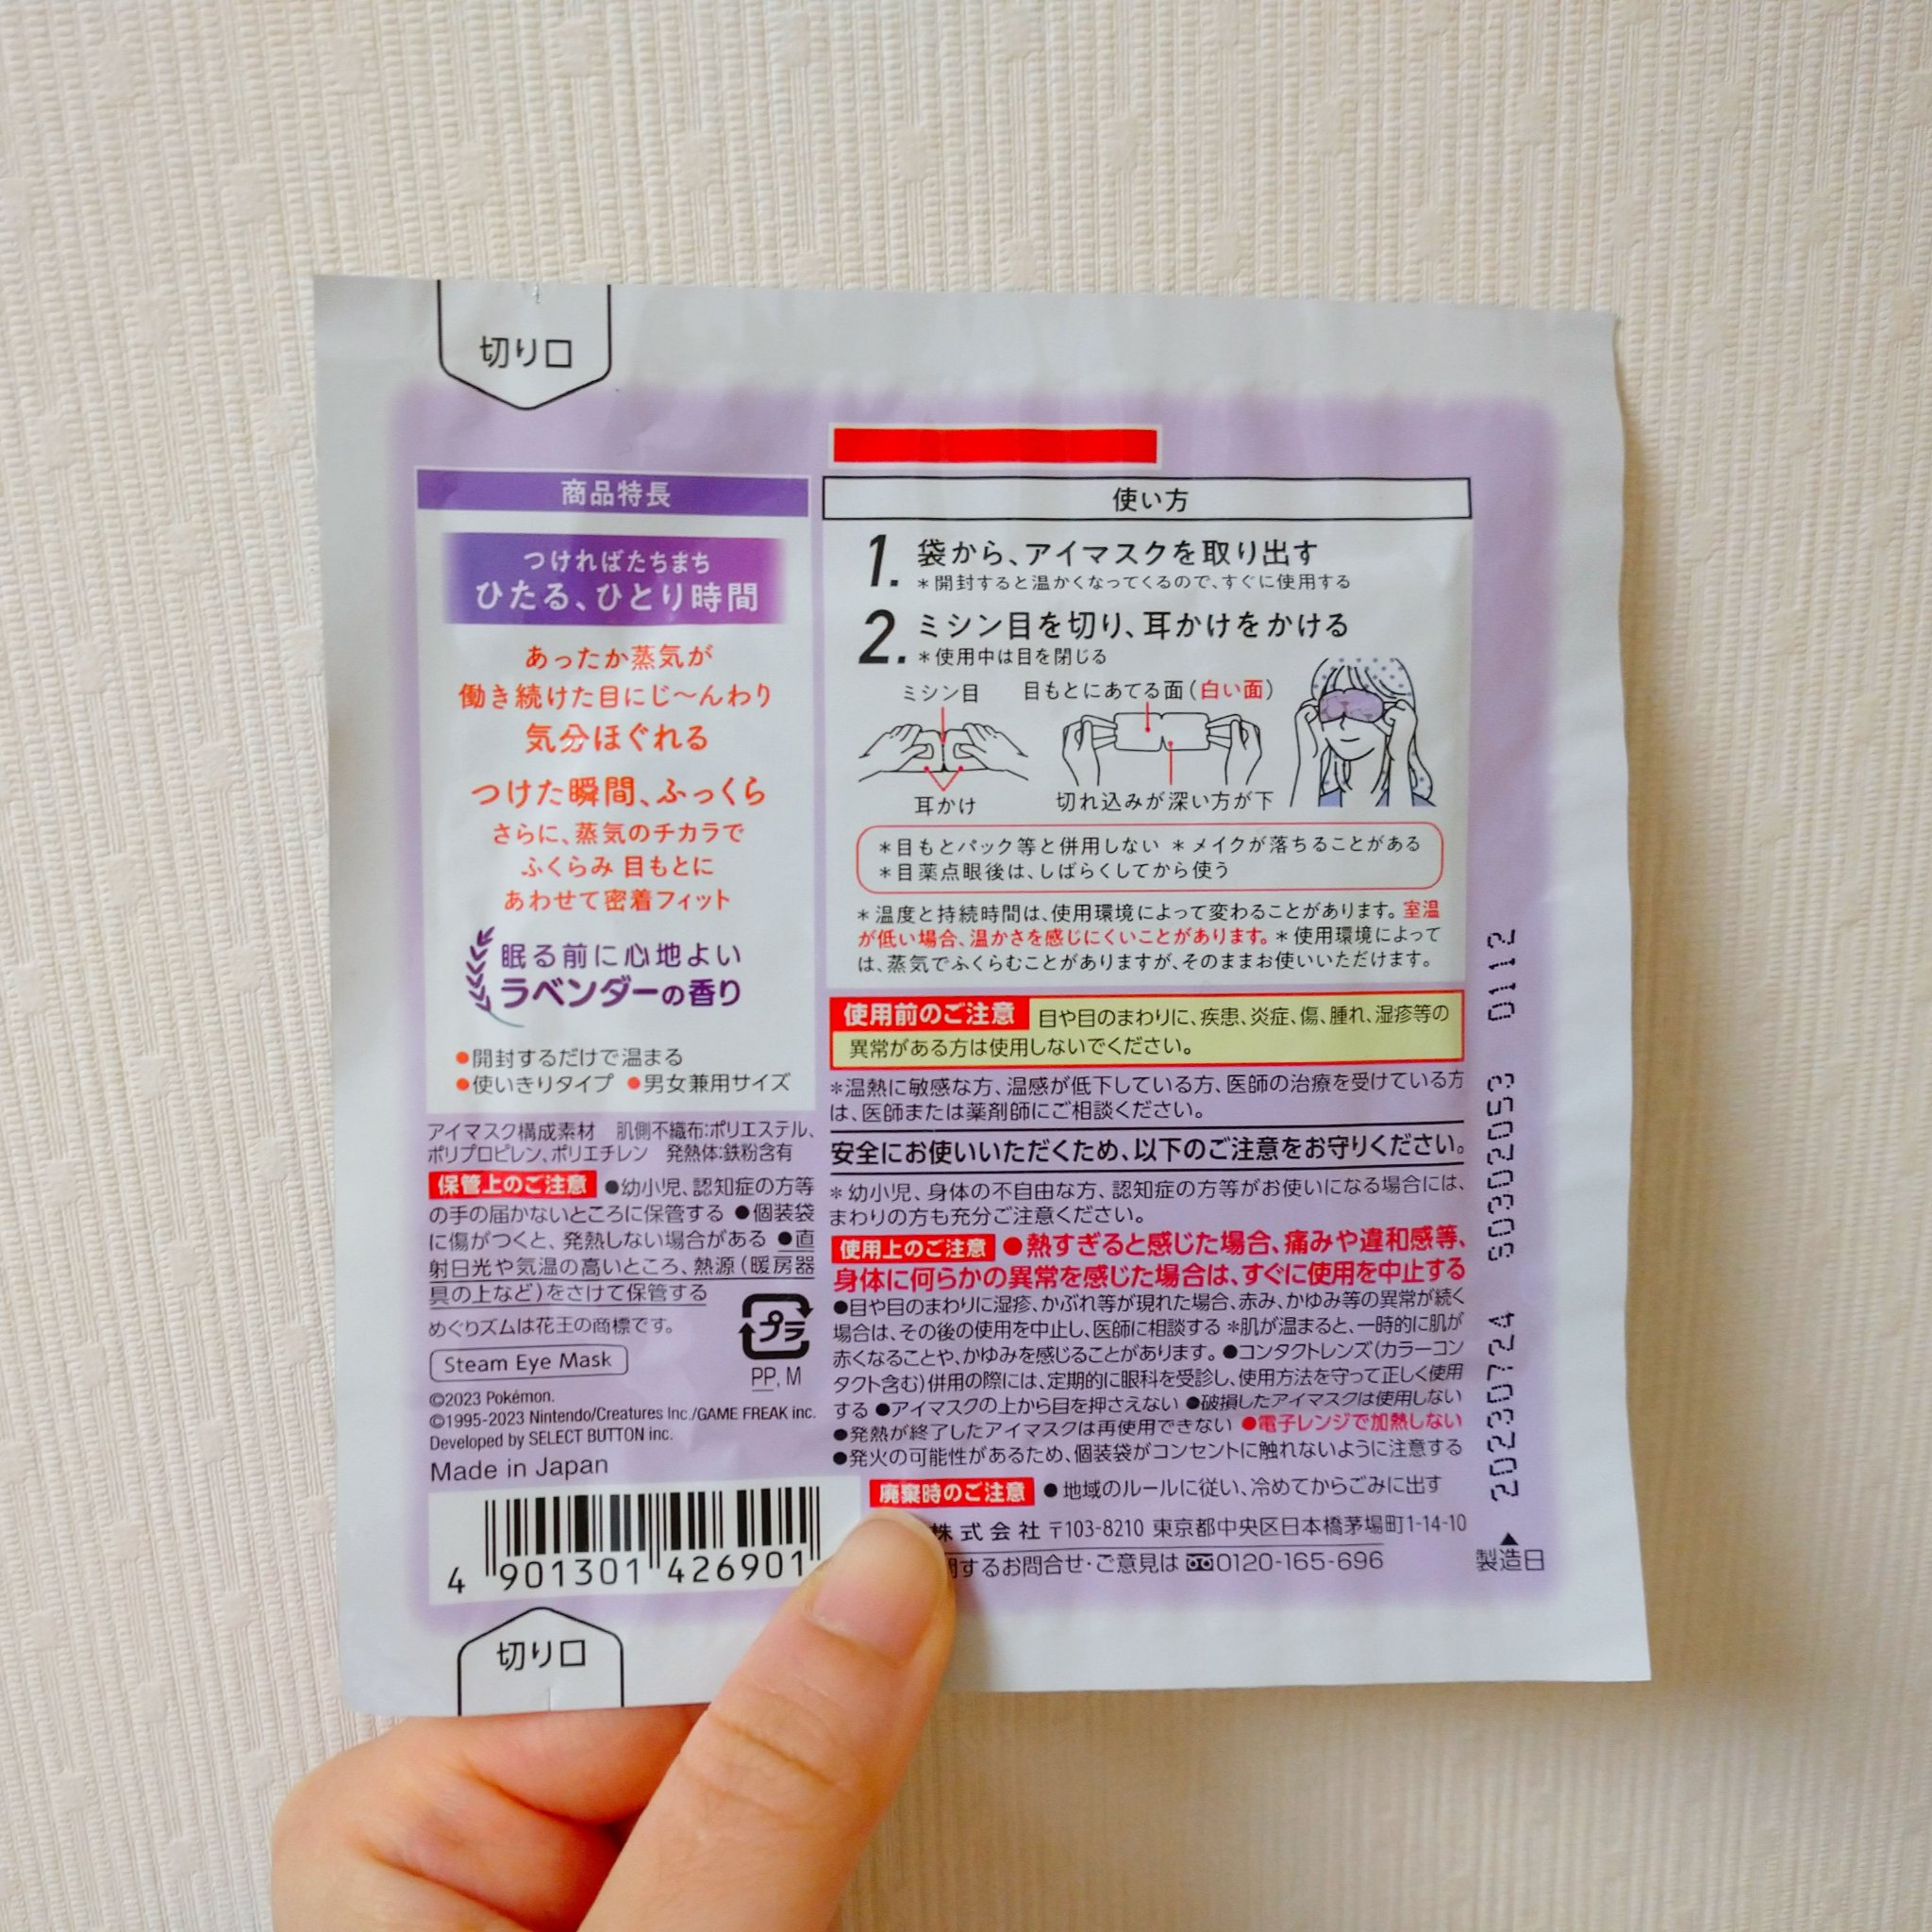 切り口
商品特長
つければたちまち
ひたる、ひとり時間
あったか蒸気が
働き続けた目にじ〜んわり
気分ほぐれる
つけた瞬間、ふっくら
さらに、蒸気のチカラで
ふくらみ 目もとに
あわせて密着フィット
眠る前に心地よい
ラベンダーの香り
●開封するだけで温まる
●使いきりタイプ ●男女兼用サイズ
アイマスク構成素材 肌側不織布:ポリエステル、
ポリプロピレン、ポリエチレン 発熱体:鉄粉含有
保管上のご注意 ●幼小児、認知症の方等
の手の届かないところに保管する ●個装袋
に傷がつくと、発熱しない場合がある ●直
射日光や気温の高いところ、熱源(暖房器
具の上など)をさけて保管する
めぐりズムは花王の商標です。
Steam Eye Mask
プラ
PP, M
©2023 Pokémon.
©1995-2023 Nintendo/Creatures Inc./GAME FREAK inc.
Developed by SELECT BUTTON inc.
Made in Japan
4 901301 426901
切り口
使い方
1. 袋から、アイマスクを取り出す
*開封すると温かくなってくるので、すぐに使用する
2. ミシン目を切り、耳かけをかける
*使用中は目を閉じる
ミシン目 目もとにあてる面(白い面)
耳かけ 切れ込みが深い方が下
*目もとパック等と併用しない *メイクが落ちることがある
*目薬点眼後は、しばらくしてから使う
*温度と持続時間は、使用環境によって変わることがあります。室温
が低い場合、温かさを感じにくいことがあります。*使用環境によって
は、蒸気でふくらむことがありますが、そのままお使いいただけます。
使用前のご注意 目や目のまわりに、疾患、炎症、傷、腫れ、湿疹等の
異常がある方は使用しないでください。
*温熱に敏感な方、温感が低下している方、医師の治療を受けている方
は、医師または薬剤師にご相談ください。
安全にお使いいただくため、以下のご注意をお守りください。
*幼小児、身体の不自由な方、認知症の方等がお使いになる場合には、
まわりの方も充分ご注意ください。
使用上のご注意 ●熱すぎると感じた場合、痛みや違和感等、
身体に何らかの異常を感じた場合は、すぐに使用を中止する
●目や目のまわりに湿疹、かぶれ等が現れた場合、赤み、かゆみ等の異常が続く
場合は、その後の使用を中止し、医師に相談する *肌が温まると、一時的に肌が
赤くなることや、かゆみを感じることがあります。●コンタクトレンズ(カラーコン
タクト含む)併用の際には、定期的に眼科を受診し、使用方法を守って正しく使用
する ●アイマスクの上から目を押さえない ●破損したアイマスクは使用しない
●発熱が終了したアイマスクは再使用できない ●電子レンジで加熱しない
●発火の可能性があるため、個装袋がコンセントに触れないように注意する
廃棄時のご注意 ●地域のルールに従い、冷めてからごみに出す
株式会社 〒103-8210 東京都中央区日本橋茅場町1-14-10
するお問合せ・ご意見は 0120-165-696
20230724 60302053 0112
▲
製造日